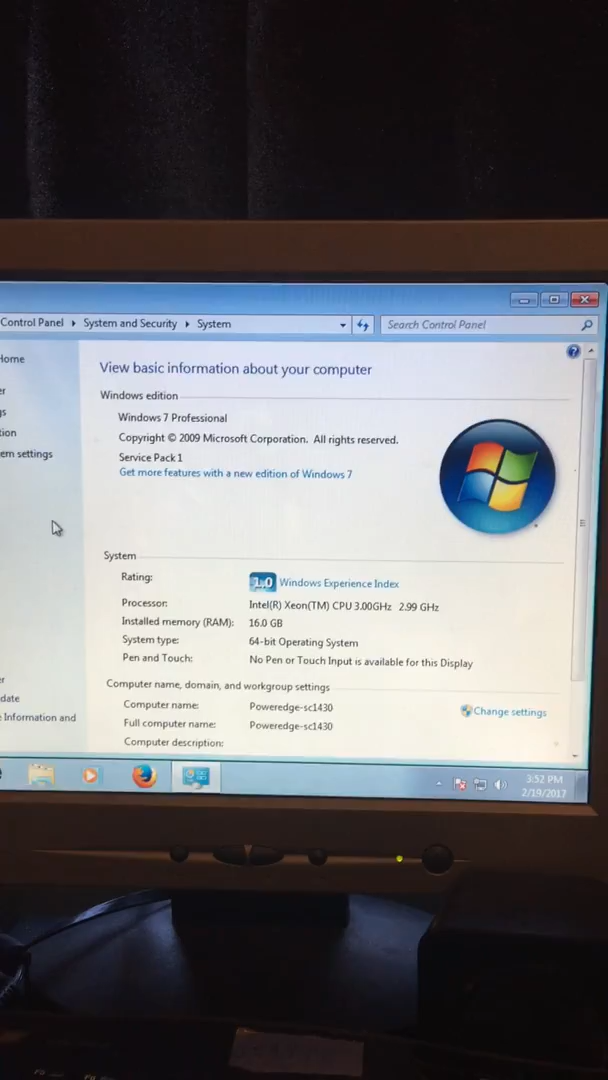 Control Panel ▸ System and Security ▸ System
Search Control Panel
Home
View basic information about your computer
Windows edition
Windows 7 Professional
Copyright © 2009 Microsoft Corporation. All rights reserved.
em settings
Service Pack 1
Get more features with a new edition of Windows 7
System
Rating:
1.0 Windows Experience Index
Processor:
Intel(R) Xeon(TM) CPU 3.00GHz 2.99 GHz
Installed memory (RAM):
16.0 GB
System type:
64-bit Operating System
Pen and Touch:
No Pen or Touch Input is available for this Display
Computer name, domain, and workgroup settings
date
Computer name:
Poweredge-sc1430
Change settings
Information and
Full computer name:
Poweredge-sc1430
Computer description:
3:52 PM
2/19/2017